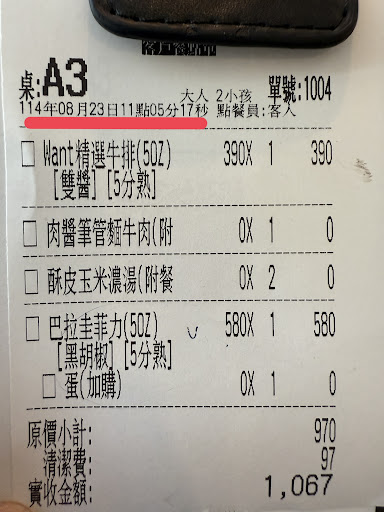 桌:A3 大人 2小孩 單號:1004
114年08月23日11點05分17秒 點餐員:客人
Want精選牛排(5OZ) 390X 1 390
[雙醬] [5分熟]
肉醬筆管麵牛肉(附 0X 1 0
酥皮玉米濃湯(附餐 0X 2 0
巴拉圭菲力(5OZ) 580X 1 580
[黑胡椒] [5分熟]
蛋(加購) 0X 1 0
原價小計: 970
清潔費: 97
實收金額: 1,067